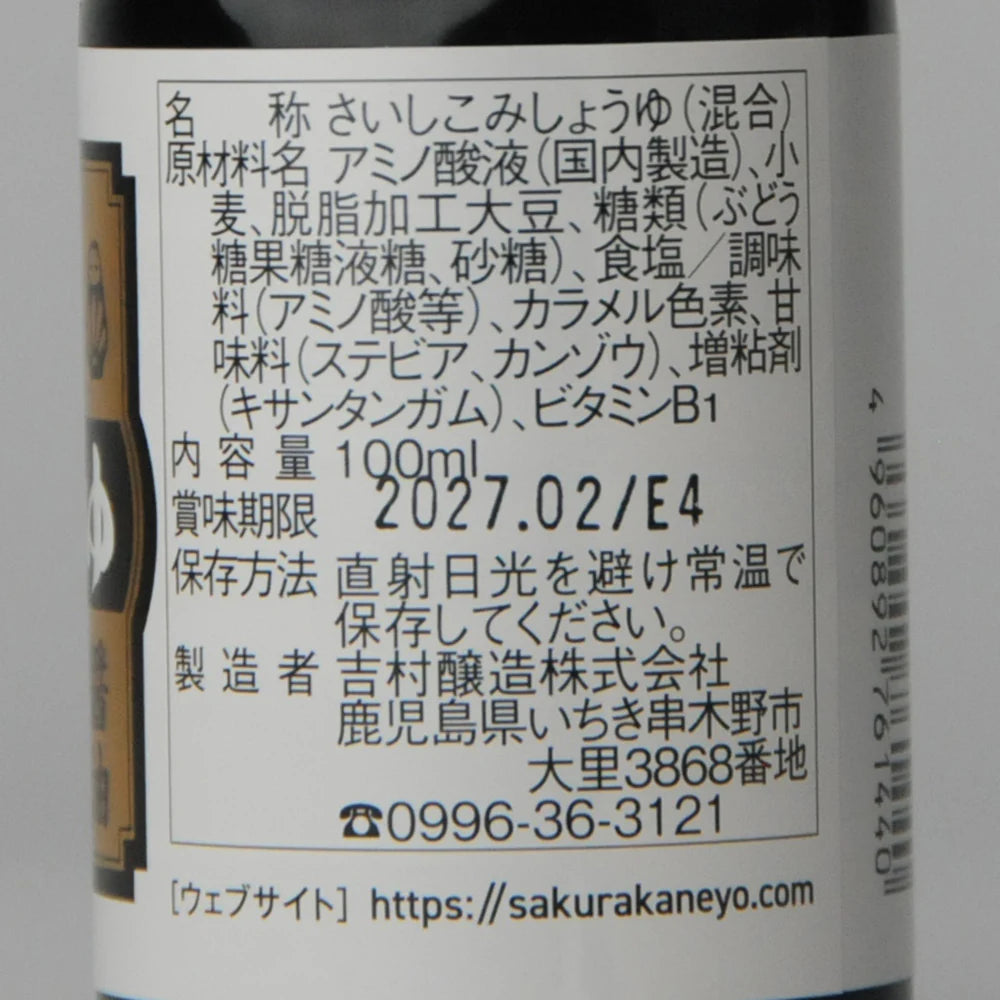 名称 さいしこみしょうゆ(混合)
原材料名 アミノ酸液(国内製造)、小
麦、脱脂加工大豆、糖類(ぶどう
糖果糖液糖、砂糖)、食塩/調味
料(アミノ酸等)、カラメル色素、甘
味料(ステビア、カンゾウ)、増粘剤
(キサンタンガム)、ビタミンB1
内容量 100ml
賞味期限 2027.02/E4
保存方法 直射日光を避け常温で
保存してください。
製造者 吉村醸造株式会社
鹿児島県いちき串木野市
大里3868番地
☎0996-36-3121
[ウェブサイト] https://sakurakaneyo.com
4 960892 761440
ゆ